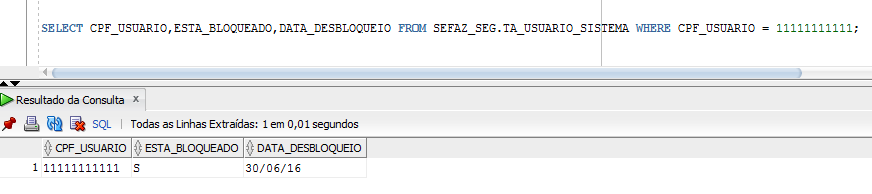 SELECT CPF_USUARIO,ESTA_BLOQUEADO,DATA_DESBLOQUEIO FROM SEFAZ_SEG.TA_USUARIO_SISTEMA WHERE CPF_USUARIO = 11111111111;
Resultado da Consulta x
SQL | Todas as Linhas Extraídas: 1 em 0,01 segundos
CPF_USUARIO ESTA_BLOQUEADO DATA_DESBLOQUEIO
1 11111111111 S 30/06/16